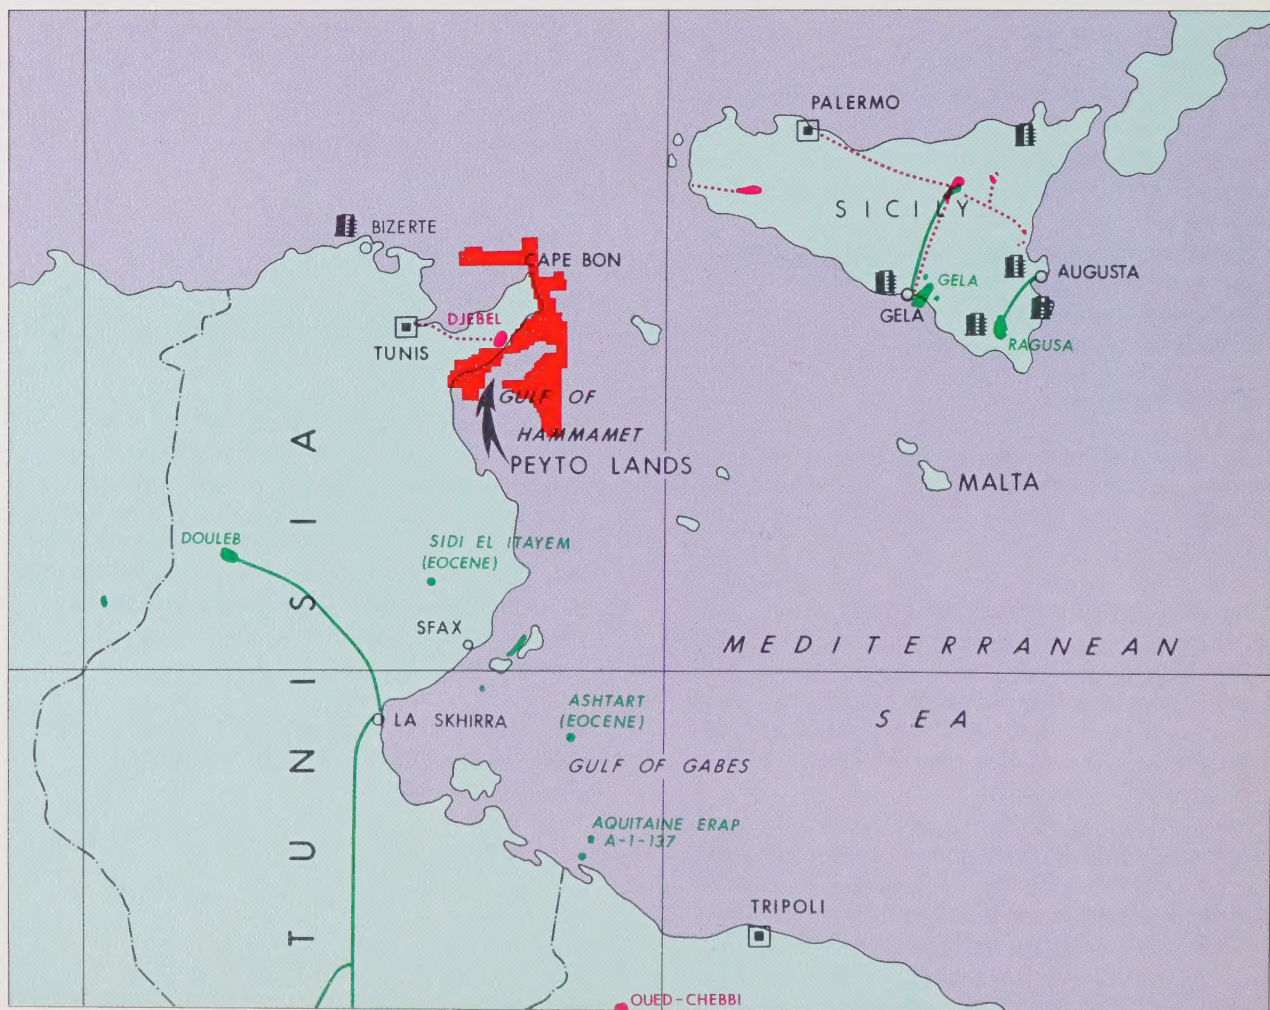 PALERMO
SICILY
BIZERTE
CAPE BON
AUGUSTA
GELA
GELA
DJEBEL
TUNIS
RAGUSA
GULF OF
HAMMAMET
PEYTO LANDS
MALTA
DOULEB
SIDI EL ITAYEM
(EOCENE)
SFAX
MEDITERRANEAN
SEA
ASHTART
(EOCENE)
LA SKHIRRA
GULF OF GABES
TUNISIA
AQUITAINE ERAP
A-1-137
TRIPOLI
OUED-CHEBBI